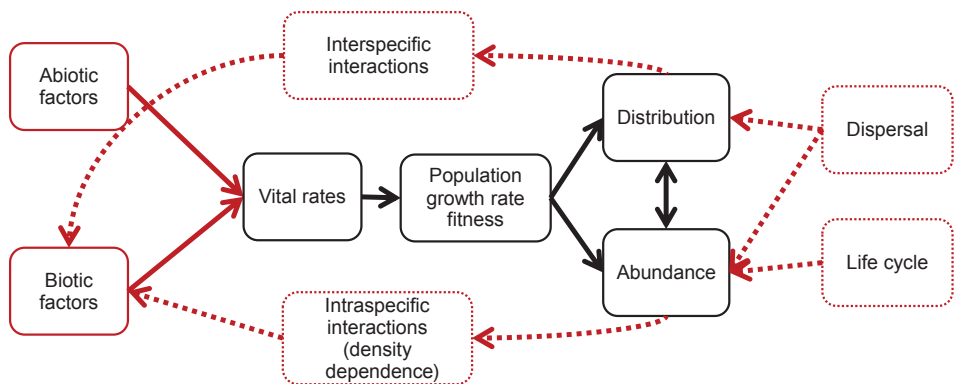 Interspecific
interactions
Abiotic
factors
Distribution
Dispersal
Vital rates
Population
growth rate
fitness
Biotic
factors
Abundance
Life cycle
Intraspecific
interactions
(density
dependence)